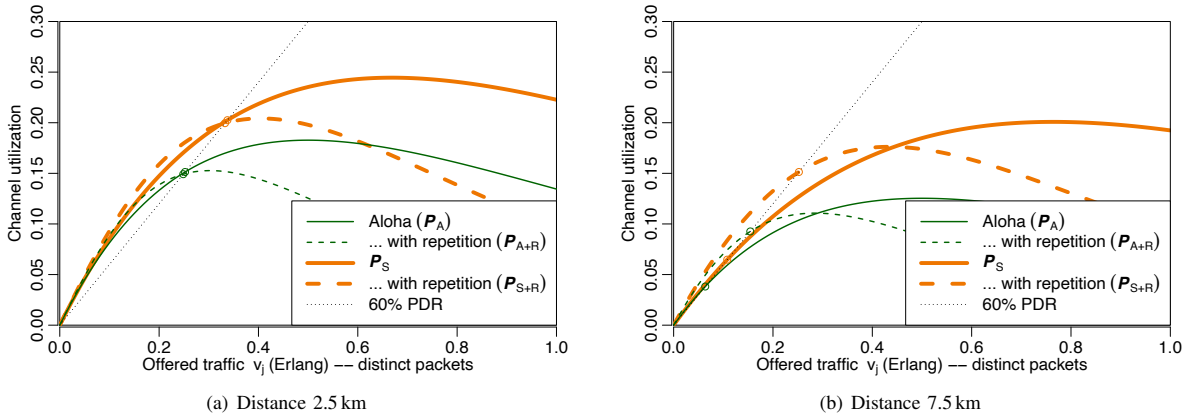 0.30
0.25
0.20
0.15
0.10
0.05
0.00
Channel utilization
Aloha (P_A)
... with repetition (P_A+R)
P_S
... with repetition (P_S+R)
60% PDR
0.0 0.2 0.4 0.6 0.8 1.0
Offered traffic v_j (Erlang) −− distinct packets
(a) Distance 2.5 km
0.30
0.25
0.20
0.15
0.10
0.05
0.00
Channel utilization
Aloha (P_A)
... with repetition (P_A+R)
P_S
... with repetition (P_S+R)
60% PDR
0.0 0.2 0.4 0.6 0.8 1.0
Offered traffic v_j (Erlang) −− distinct packets
(b) Distance 7.5 km